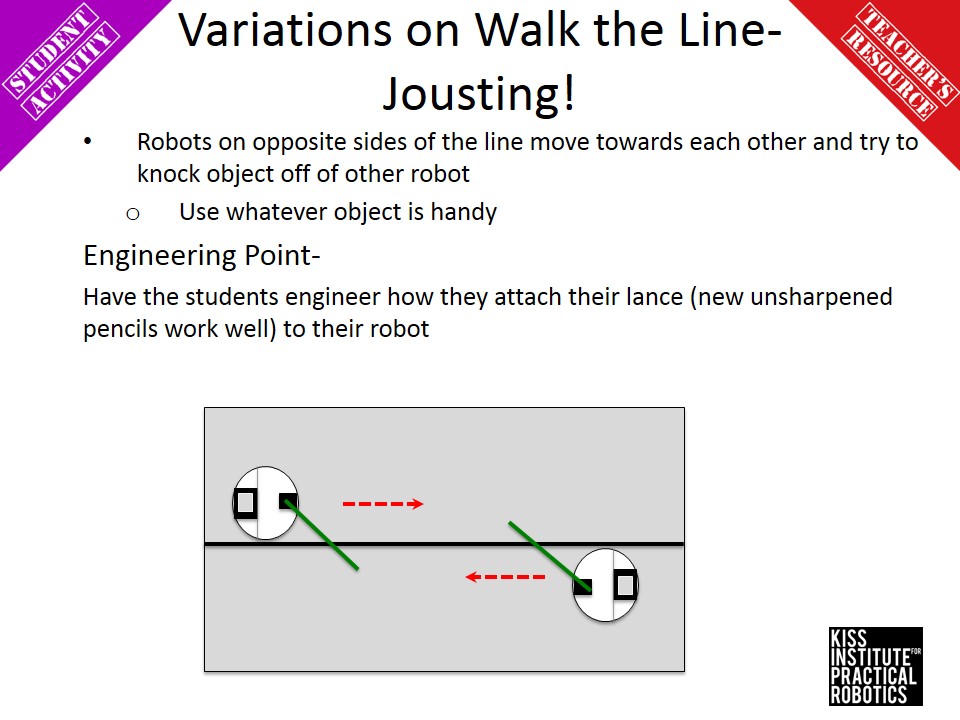 STUDENT
ACTIVITY
TEACHER'S
RESOURCE
Variations on Walk the Line-
Jousting!
• Robots on opposite sides of the line move towards each other and try to
knock object off of other robot
o Use whatever object is handy
Engineering Point-
Have the students engineer how they attach their lance (new unsharpened
pencils work well) to their robot
KISS
INSTITUTE FOR
PRACTICAL
ROBOTICS